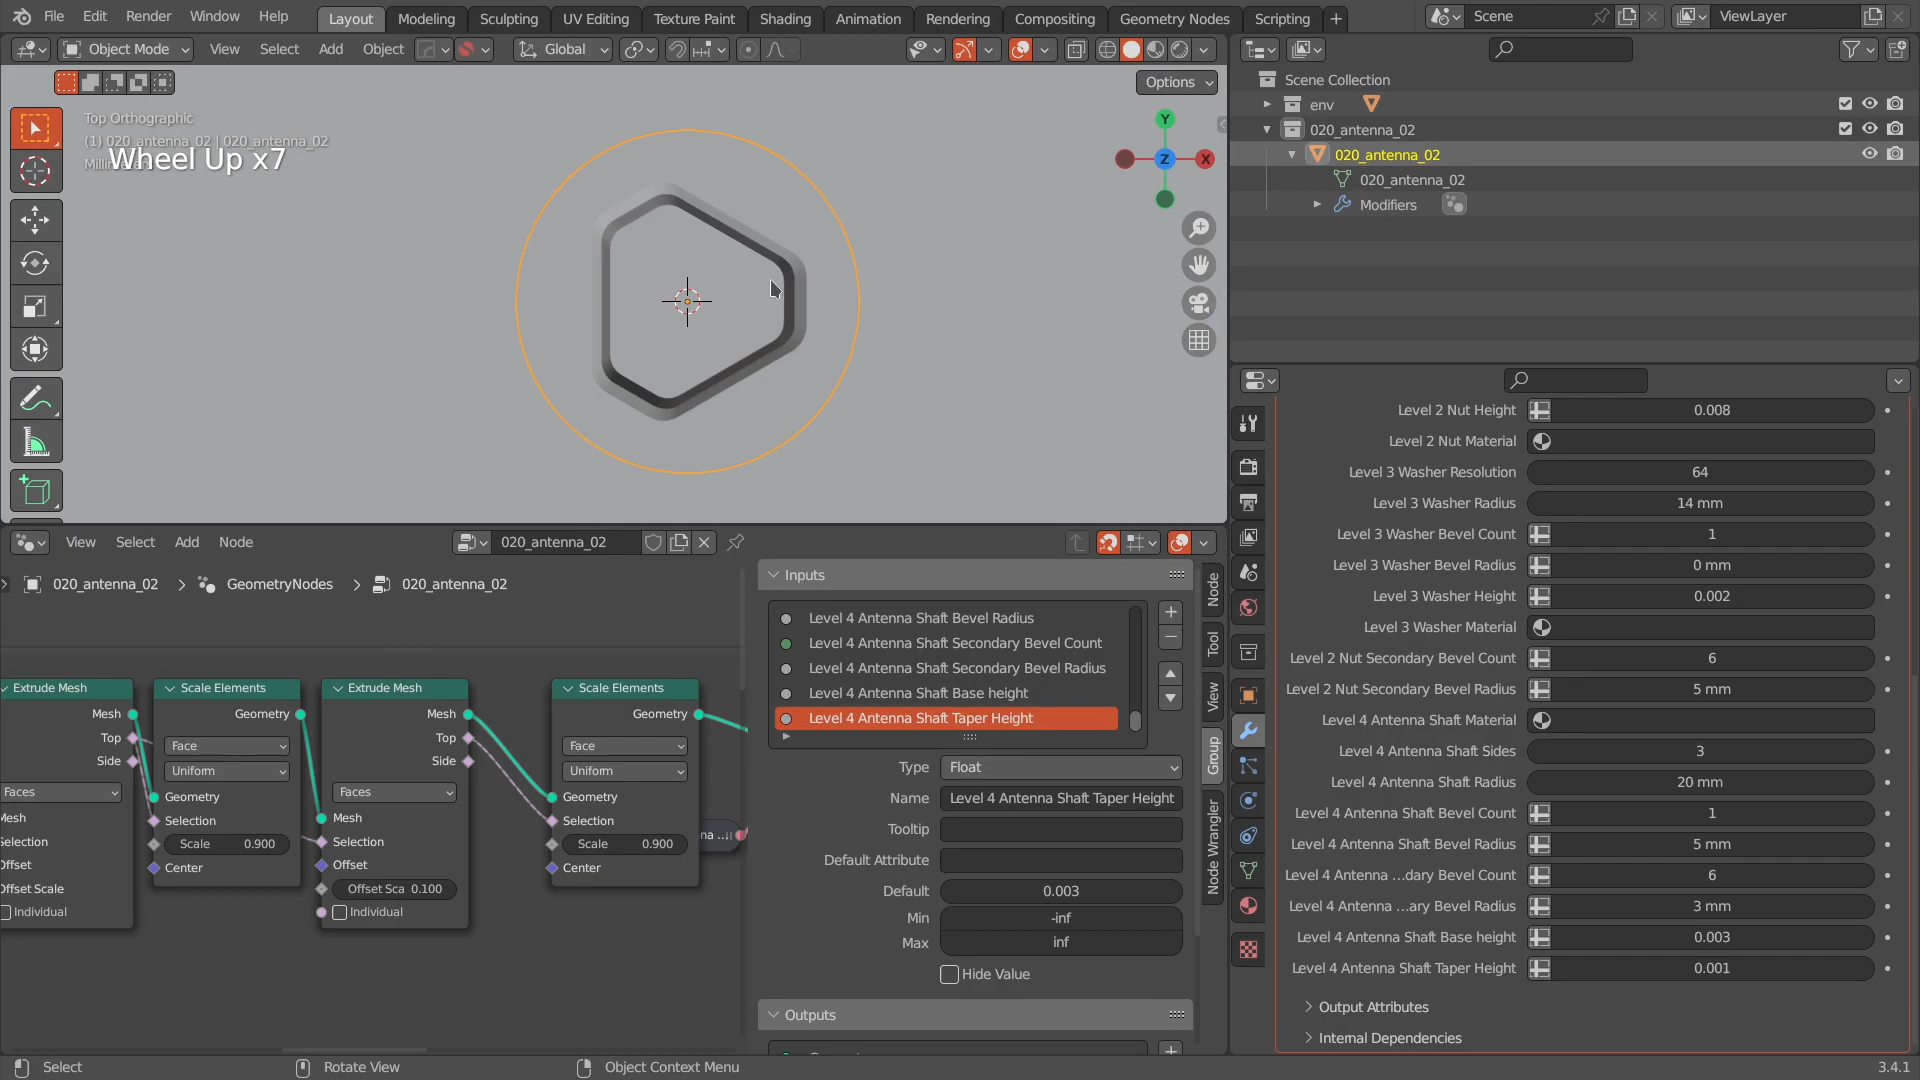 File Edit Render Window Help Layout Modeling Sculpting UV Editing Texture Paint Shading Animation Rendering Compositing Geometry Nodes Scripting + Scene ViewLayer
Object Mode View Select Add Object Global
Options
Top Orthographic
(1) 020_antenna_02 | 020_antenna_02
Wheel Up x7
Y
X
Z
Scene Collection
env
020_antenna_02
020_antenna_02
020_antenna_02
Modifiers
View Select Add Node 020_antenna_02
020_antenna_02 > GeometryNodes > 020_antenna_02
Extrude Mesh
Mesh
Top
Side
Faces
Mesh
Selection
Offset
Offset Scale
Individual
Scale Elements
Geometry
Face
Uniform
Geometry
Selection
Scale 0.900
Center
Extrude Mesh
Mesh
Top
Side
Faces
Mesh
Selection
Offset
Offset Sca 0.100
Individual
Scale Elements
Geometry
Face
Uniform
Geometry
Selection
Scale 0.900
Center
na ..
Inputs
Level 4 Antenna Shaft Bevel Radius
Level 4 Antenna Shaft Secondary Bevel Count
Level 4 Antenna Shaft Secondary Bevel Radius
Level 4 Antenna Shaft Base height
Level 4 Antenna Shaft Taper Height
Type Float
Name Level 4 Antenna Shaft Taper Height
Tooltip
Default Attribute
Default 0.003
Min -inf
Max inf
Hide Value
Outputs
Node
Tool
View
Group
Node Wrangler
Level 2 Nut Height 0.008
Level 2 Nut Material
Level 3 Washer Resolution 64
Level 3 Washer Radius 14 mm
Level 3 Washer Bevel Count 1
Level 3 Washer Bevel Radius 0 mm
Level 3 Washer Height 0.002
Level 3 Washer Material
Level 2 Nut Secondary Bevel Count 6
Level 2 Nut Secondary Bevel Radius 5 mm
Level 4 Antenna Shaft Material
Level 4 Antenna Shaft Sides 3
Level 4 Antenna Shaft Radius 20 mm
Level 4 Antenna Shaft Bevel Count 1
Level 4 Antenna Shaft Bevel Radius 5 mm
Level 4 Antenna ...dary Bevel Count 6
Level 4 Antenna ...ary Bevel Radius 3 mm
Level 4 Antenna Shaft Base height 0.003
Level 4 Antenna Shaft Taper Height 0.001
Output Attributes
Internal Dependencies
Select Rotate View Object Context Menu 3.4.1